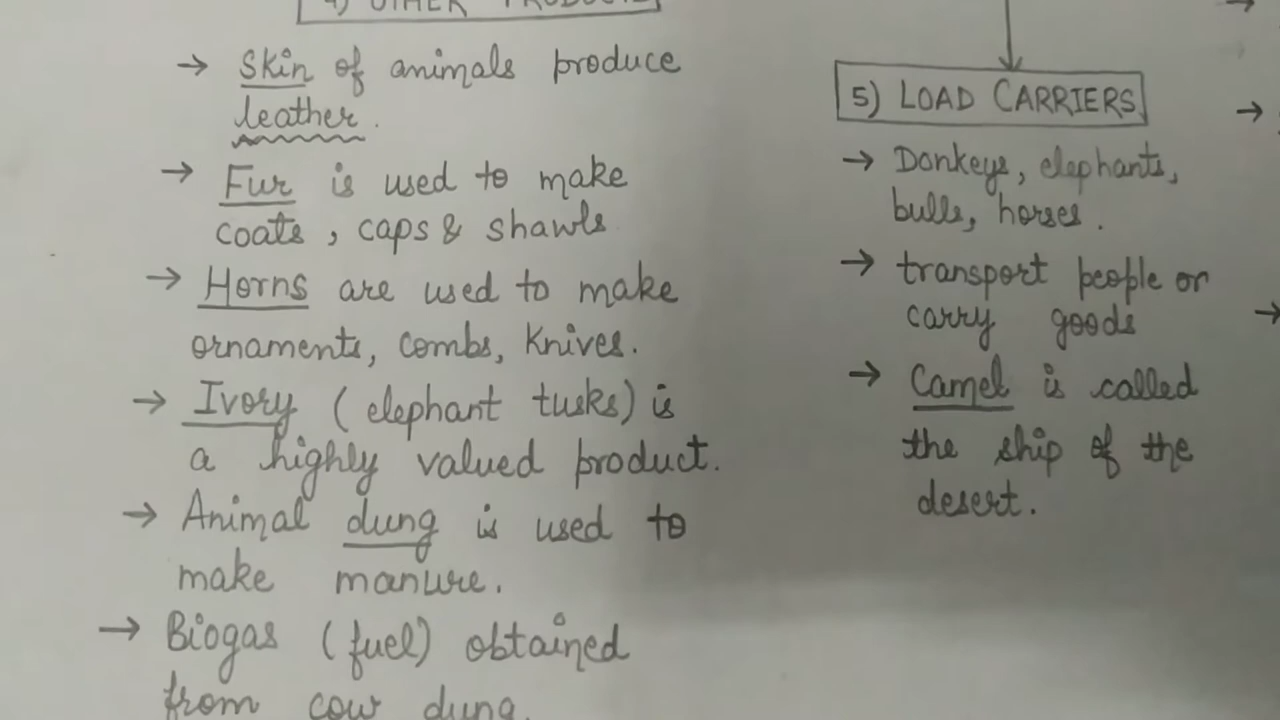 4) OTHER PRODUCTS
→ Skin of animals produce
leather.
→ Fur is used to make
coats, caps & shawls
→ Horns are used to make
ornaments, combs, knives.
→ Ivory (elephant tusks) is
a highly valued product.
→ Animal dung is used to
make manure.
→ Biogas (fuel) obtained
from cow dung.
5) LOAD CARRIERS
→ Donkeys, elephants,
bulls, horses.
→ transport people or
carry goods
→ Camel is called
the ship of the
desert.